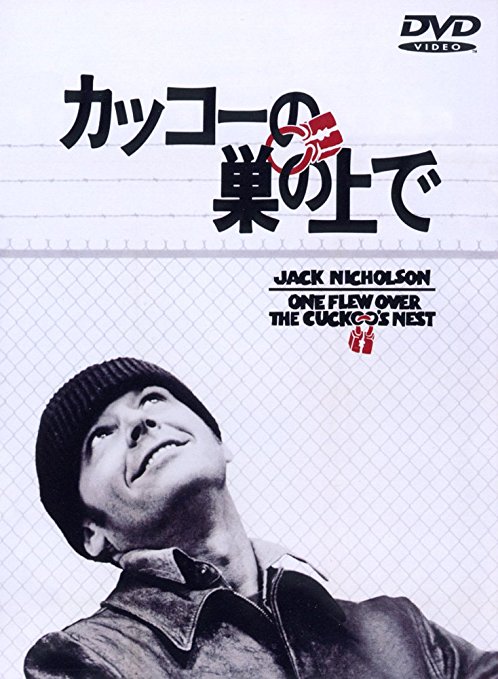 DVD
VIDEO
カッコーの
巣の上で
JACK NICHOLSON
ONE FLEW OVER
THE CUCKOO'S NEST